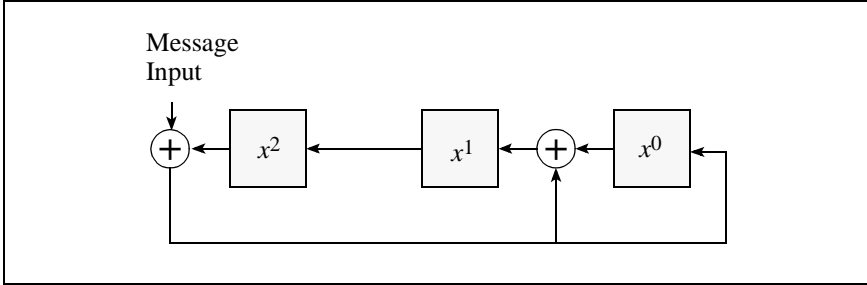 Message
Input
+
x²
x¹
+
x⁰